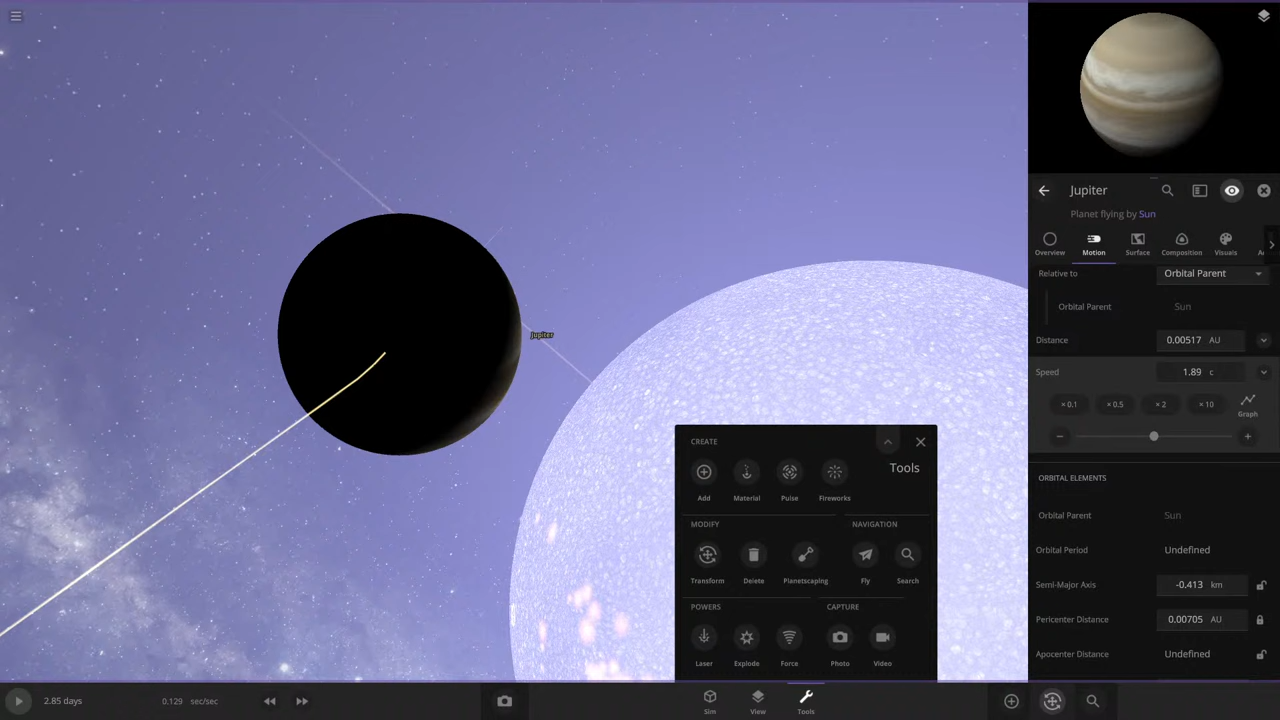 Jupiter
Planet flying by Sun
Overview Motion Surface Composition Visuals
Relative to Orbital Parent
Orbital Parent Sun
Distance 0.00517 AU
Speed 1.89 c
× 0.1 × 0.5 × 2 × 10 Graph
ORBITAL ELEMENTS
Orbital Parent Sun
Orbital Period Undefined
Semi-Major Axis -0.413 km
Pericenter Distance 0.00705 AU
Apocenter Distance Undefined
Jupiter
CREATE
Tools
Add Material Pulse Fireworks
MODIFY NAVIGATION
Transform Delete Planetscaping Fly Search
POWERS CAPTURE
Laser Explode Force Photo Video
2.85 days 0.129 sec/sec
Sim View Tools